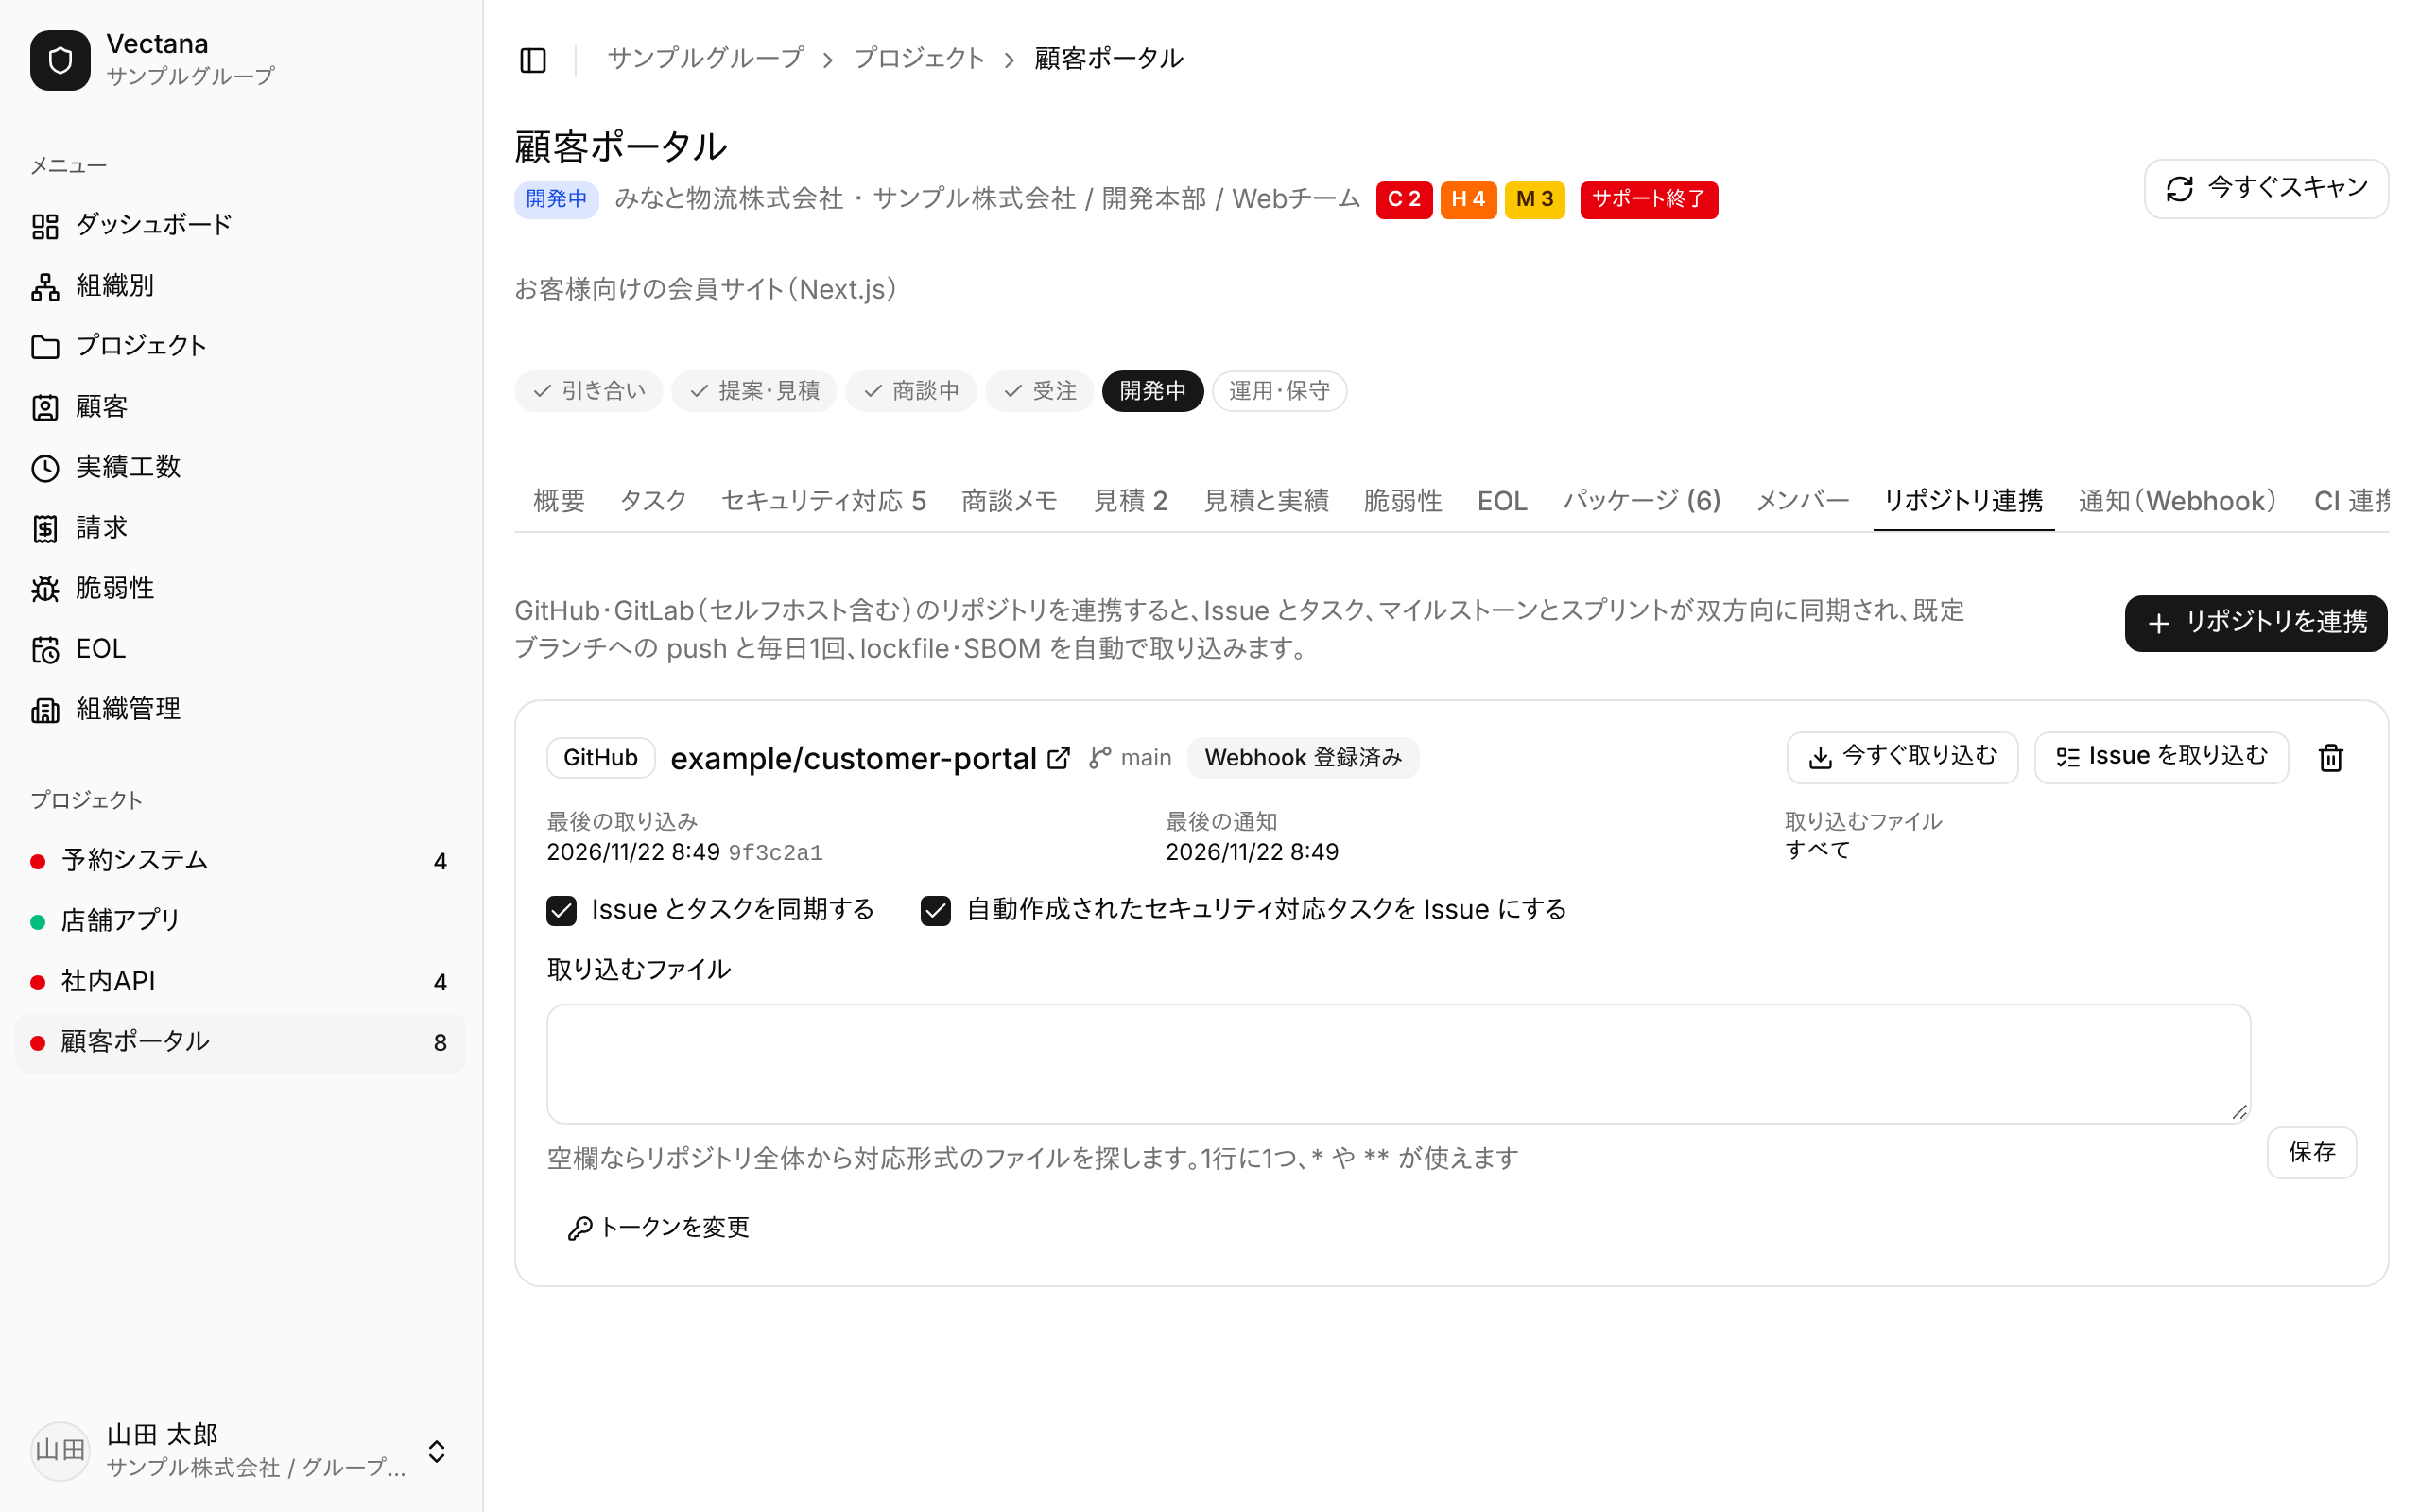 Vectana
サンプルグループ
メニュー
ダッシュボード
組織別
プロジェクト
顧客
実績工数
請求
脆弱性
EOL
組織管理
プロジェクト
予約システム 4
店舗アプリ
社内API 4
顧客ポータル 8
山田
山田 太郎
サンプル株式会社 / グループ...
サンプルグループ > プロジェクト > 顧客ポータル
顧客ポータル
開発中 みなと物流株式会社・サンプル株式会社 / 開発本部 / Webチーム C 2 H 4 M 3 サポート終了
今すぐスキャン
お客様向けの会員サイト（Next.js）
引き合い 提案・見積 商談中 受注 開発中 運用・保守
概要 タスク セキュリティ対応 5 商談メモ 見積 2 見積と実績 脆弱性 EOL パッケージ (6) メンバー リポジトリ連携 通知（Webhook） CI 連携
GitHub・GitLab（セルフホスト含む）のリポジトリを連携すると、Issue とタスク、マイルストーンとスプリントが双方向に同期され、既定
ブランチへの push と毎日1回、lockfile・SBOM を自動で取り込みます。
リポジトリを連携
GitHub example/customer-portal main Webhook 登録済み
今すぐ取り込む Issue を取り込む
最後の取り込み
2026/11/22 8:49 9f3c2a1
最後の通知
2026/11/22 8:49
取り込むファイル
すべて
Issue とタスクを同期する 自動作成されたセキュリティ対応タスクを Issue にする
取り込むファイル
空欄ならリポジトリ全体から対応形式のファイルを探します。1行に1つ、* や ** が使えます
保存
トークンを変更